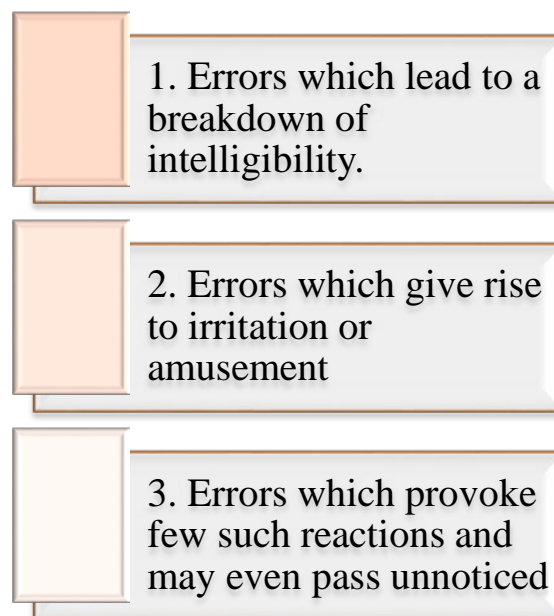 1. Errors which lead to a
breakdown of
intelligibility.
2. Errors which give rise
to irritation or
amusement
3. Errors which provoke
few such reactions and
may even pass unnoticed